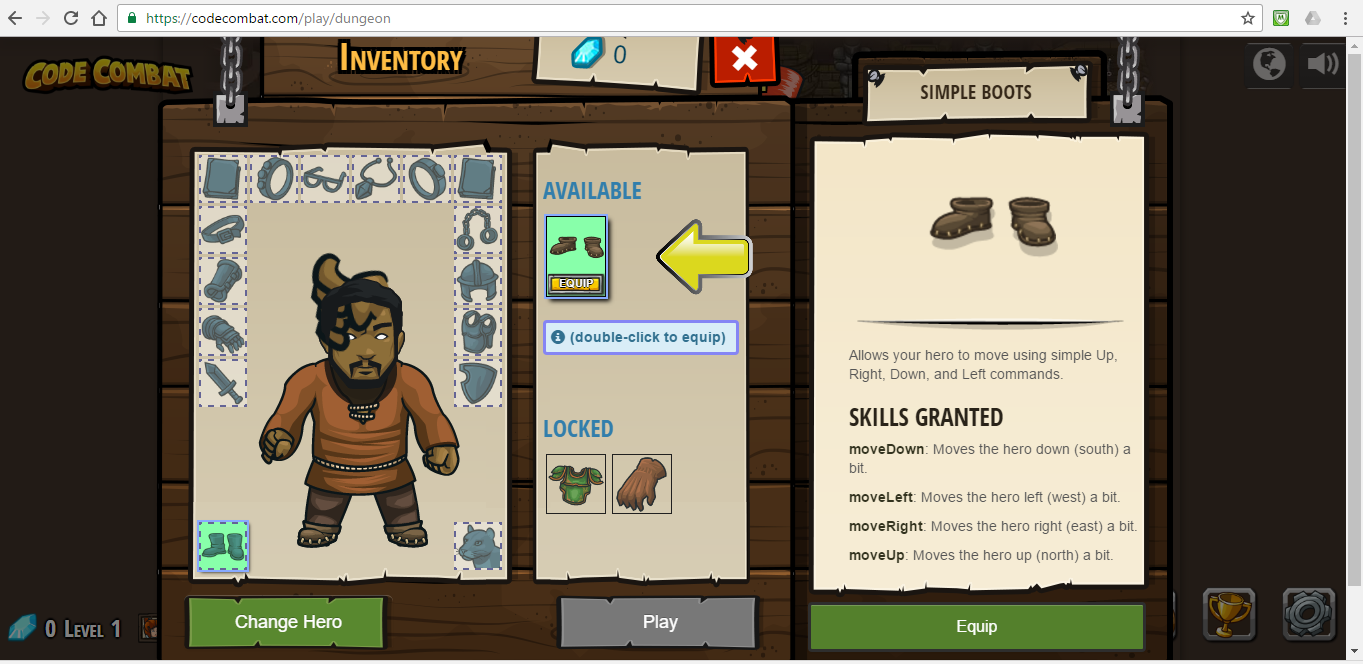 https://codecombat.com/play/dungeon
CODE COMBAT
INVENTORY
0
SIMPLE BOOTS
AVAILABLE
EQUIP
(double-click to equip)
LOCKED
Allows your hero to move using simple Up,
Right, Down, and Left commands.
SKILLS GRANTED
moveDown: Moves the hero down (south) a
bit.
moveLeft: Moves the hero left (west) a bit.
moveRight: Moves the hero right (east) a bit.
moveUp: Moves the hero up (north) a bit.
0 LEVEL 1
Change Hero
Play
Equip